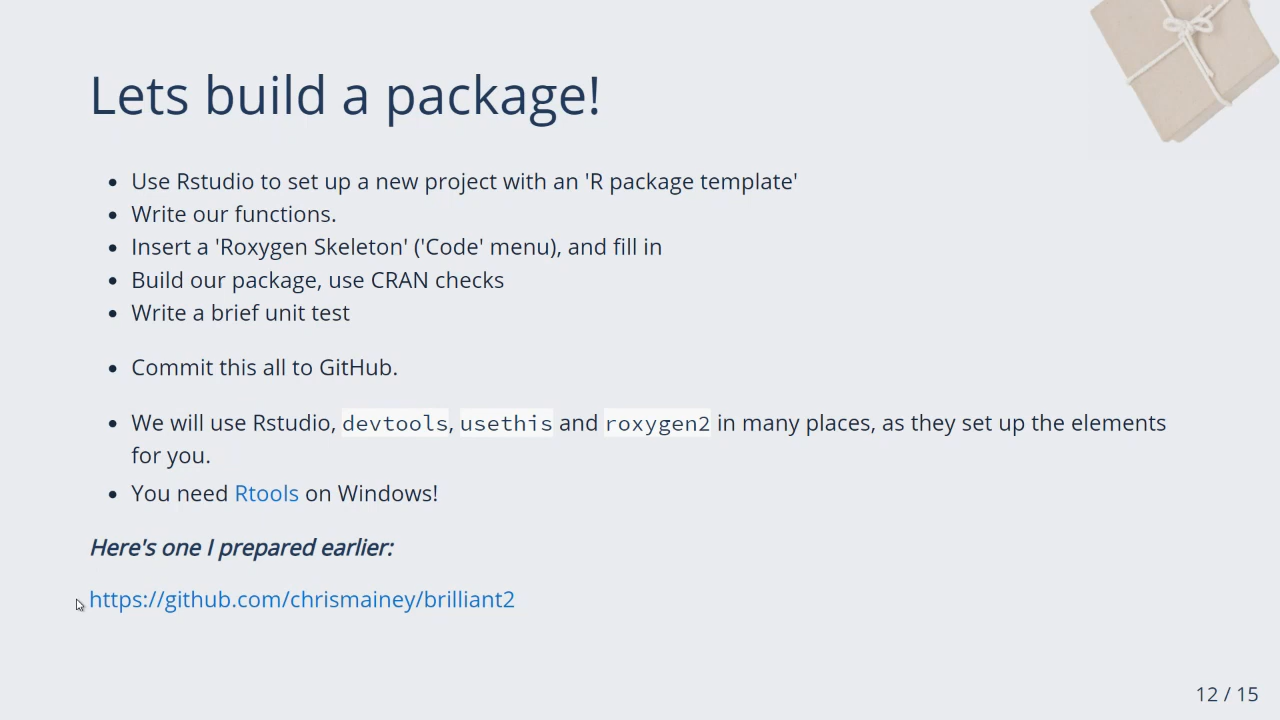 Lets build a package!
• Use Rstudio to set up a new project with an 'R package template'
• Write our functions.
• Insert a 'Roxygen Skeleton' ('Code' menu), and fill in
• Build our package, use CRAN checks
• Write a brief unit test
• Commit this all to GitHub.
• We will use Rstudio, devtools, usethis and roxygen2 in many places, as they set up the elements
for you.
• You need Rtools on Windows!
Here's one I prepared earlier:
https://github.com/chrismainey/brilliant2
12 / 15